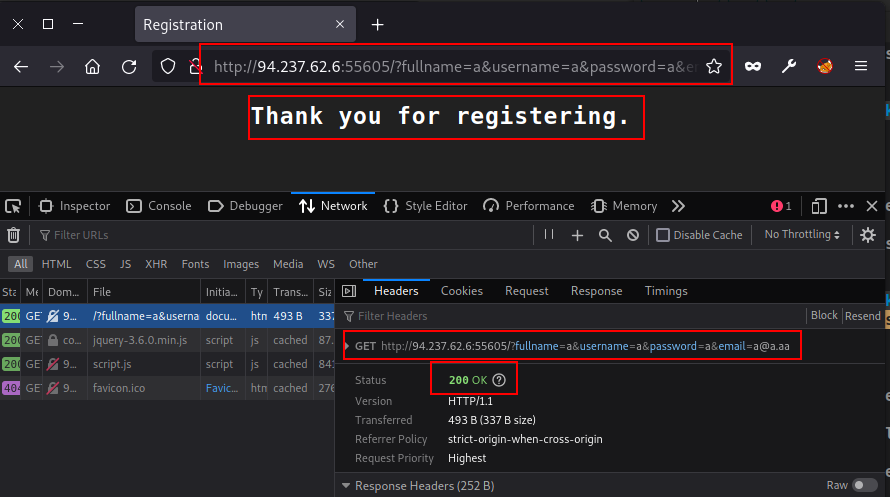 Registration
http://94.237.62.6:55605/?fullname=a&username=a&password=a&e
Thank you for registering.
Inspector Console Debugger Network Style Editor Performance Memory 1
Filter URLs Disable Cache No Throttling
All HTML CSS JS XHR Fonts Images Media WS Other
Sta Me Dom... File Initia... Ty Trans... Siz
200 GET 9... /?fullname=a&userna docu... htm 493 B 337
200 GET co... jquery-3.6.0.min.js script js cached 87.
200 GET 9... script.js script js cached 843
404 GET 9... favicon.ico Favic... htm cached 276
Headers Cookies Request Response Timings
Filter Headers Block Resend
GET http://94.237.62.6:55605/?fullname=a&username=a&password=a&email=a@a.aa
Status 200 OK
Version HTTP/1.1
Transferred 493 B (337 B size)
Referrer Policy strict-origin-when-cross-origin
Request Priority Highest
Response Headers (252 B) Raw